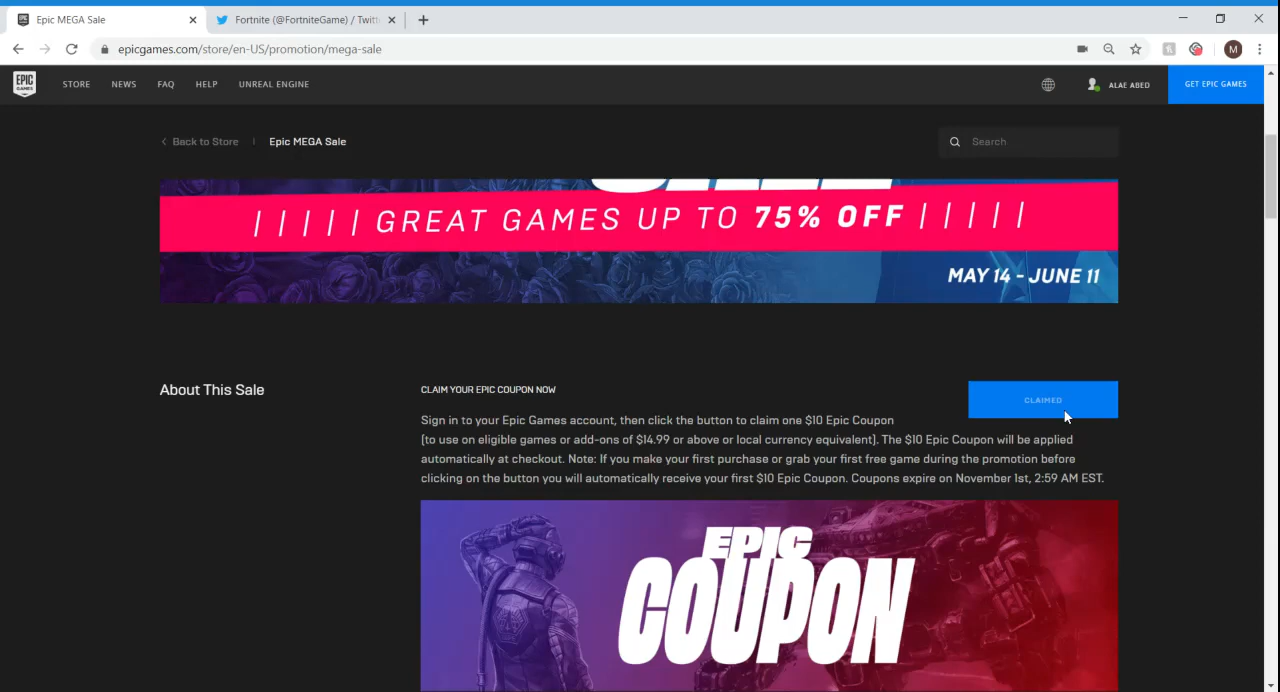 Epic MEGA Sale
Fortnite (@FortniteGame) / Twitt
epicgames.com/store/en-US/promotion/mega-sale
M
EPIC
GAMES
STORE
NEWS
FAQ
HELP
UNREAL ENGINE
ALAE ABED
GET EPIC GAMES
Back to Store
Epic MEGA Sale
Search
GREAT GAMES UP TO 75% OFF
MAY 14 - JUNE 11
About This Sale
CLAIM YOUR EPIC COUPON NOW
CLAIMED
Sign in to your Epic Games account, then click the button to claim one $10 Epic Coupon
(to use on eligible games or add-ons of $14.99 or above or local currency equivalent). The $10 Epic Coupon will be applied
automatically at checkout. Note: If you make your first purchase or grab your first free game during the promotion before
clicking on the button you will automatically receive your first $10 Epic Coupon. Coupons expire on November 1st, 2:59 AM EST.
EPIC
COUPON